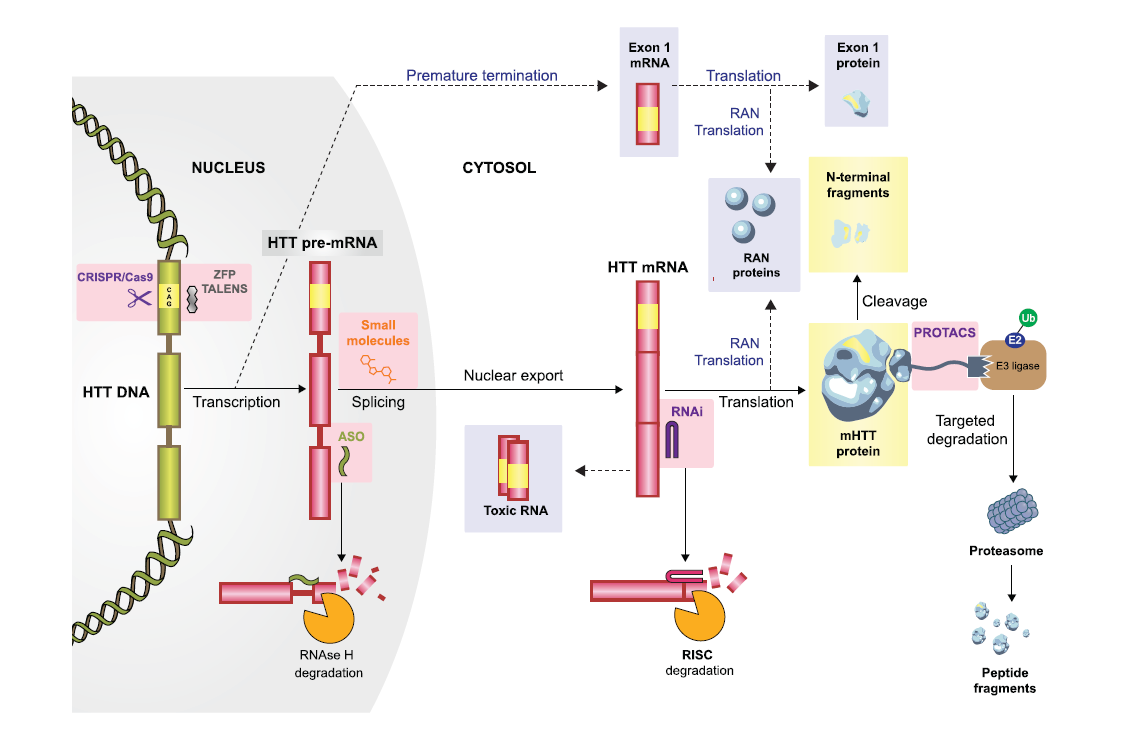 Exon 1
mRNA
Exon 1
protein
Premature termination
Translation
RAN
Translation
NUCLEUS
CYTOSOL
N-terminal
fragments
HTT pre-mRNA
RAN
proteins
HTT mRNA
CRISPR/Cas9
ZFP
TALENS
C
A
G
Cleavage
Small
molecules
Ub
E2
E3 ligase
PROTACS
RAN
Translation
HTT DNA
Transcription
Splicing
Nuclear export
Translation
RNAi
ASO
mHTT
protein
Targeted
degradation
Toxic RNA
Proteasome
RNAse H
degradation
RISC
degradation
Peptide
fragments